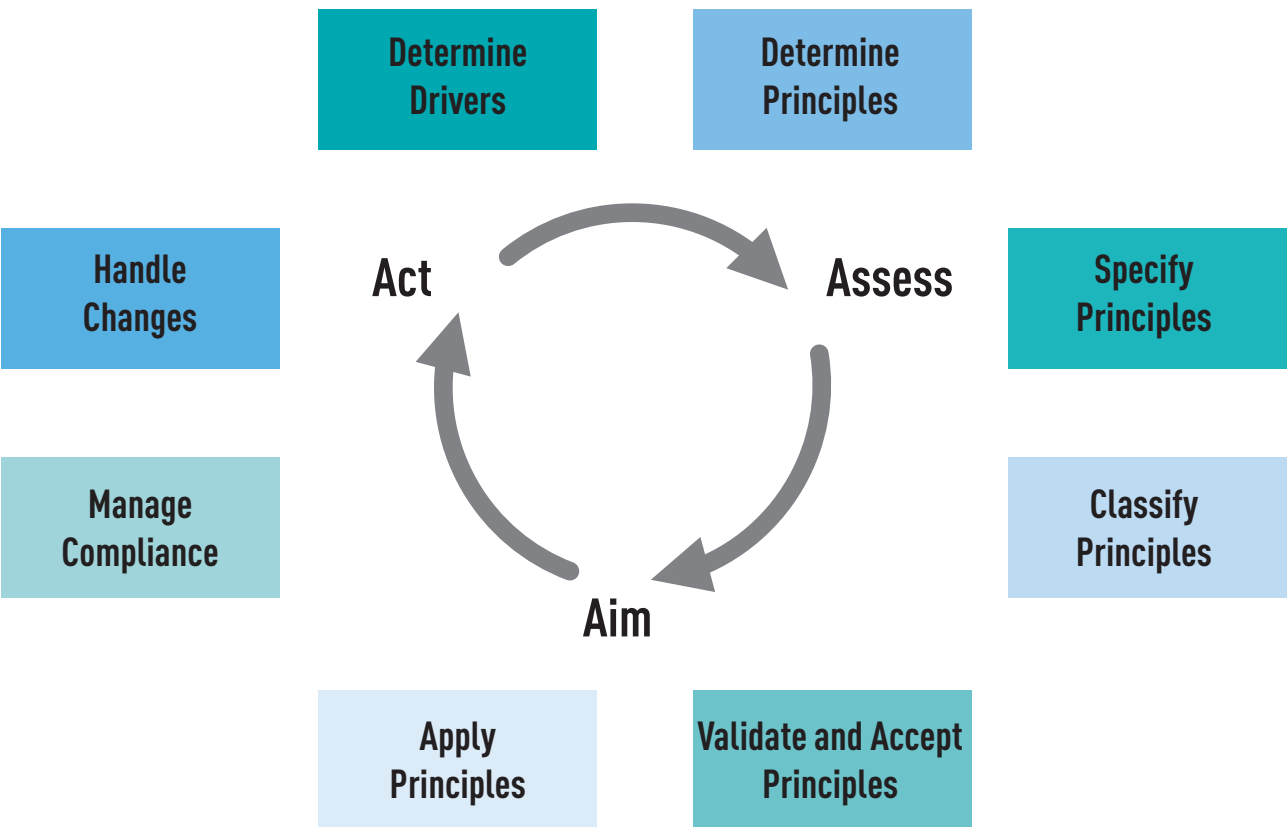 Determine
Drivers
Determine
Principles
Handle
Changes
Act
Assess
Specify
Principles
Manage
Compliance
Classify
Principles
Aim
Apply
Principles
Validate and Accept
Principles